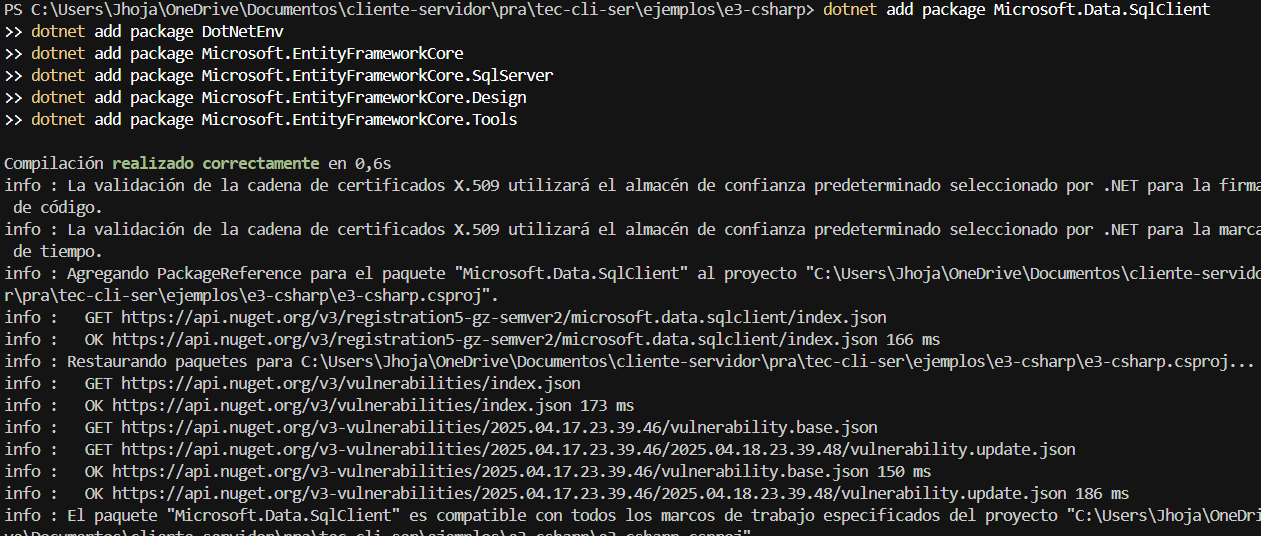 PS C:\Users\Jhoja\OneDrive\Documentos\cliente-servidor\pra\tec-cli-ser\ejemplos\e3-csharp> dotnet add package Microsoft.Data.SqlClient
>> dotnet add package DotNetEnv
>> dotnet add package Microsoft.EntityFrameworkCore
>> dotnet add package Microsoft.EntityFrameworkCore.SqlServer
>> dotnet add package Microsoft.EntityFrameworkCore.Design
>> dotnet add package Microsoft.EntityFrameworkCore.Tools
Compilación realizado correctamente en 0,6s
info : La validación de la cadena de certificados X.509 utilizará el almacén de confianza predeterminado seleccionado por .NET para la firma
de código.
info : La validación de la cadena de certificados X.509 utilizará el almacén de confianza predeterminado seleccionado por .NET para la marca
de tiempo.
info : Agregando PackageReference para el paquete "Microsoft.Data.SqlClient" al proyecto "C:\Users\Jhoja\OneDrive\Documentos\cliente-servido
r\pra\tec-cli-ser\ejemplos\e3-csharp\e3-csharp.csproj".
info :   GET https://api.nuget.org/v3/registration5-gz-semver2/microsoft.data.sqlclient/index.json
info :   OK https://api.nuget.org/v3/registration5-gz-semver2/microsoft.data.sqlclient/index.json 166 ms
info : Restaurando paquetes para C:\Users\Jhoja\OneDrive\Documentos\cliente-servidor\pra\tec-cli-ser\ejemplos\e3-csharp\e3-csharp.csproj...
info :   GET https://api.nuget.org/v3/vulnerabilities/index.json
info :   OK https://api.nuget.org/v3/vulnerabilities/index.json 173 ms
info :   GET https://api.nuget.org/v3-vulnerabilities/2025.04.17.23.39.46/vulnerability.base.json
info :   GET https://api.nuget.org/v3-vulnerabilities/2025.04.17.23.39.46/2025.04.18.23.39.48/vulnerability.update.json
info :   OK https://api.nuget.org/v3-vulnerabilities/2025.04.17.23.39.46/vulnerability.base.json 150 ms
info :   OK https://api.nuget.org/v3-vulnerabilities/2025.04.17.23.39.46/2025.04.18.23.39.48/vulnerability.update.json 186 ms
info : El paquete "Microsoft.Data.SqlClient" es compatible con todos los marcos de trabajo especificados del proyecto "C:\Users\Jhoja\OneDri
ve\Documentos\cliente-servidor\pra\tec-cli-ser\ejemplos\e3-csharp\e3-csharp.csproj"